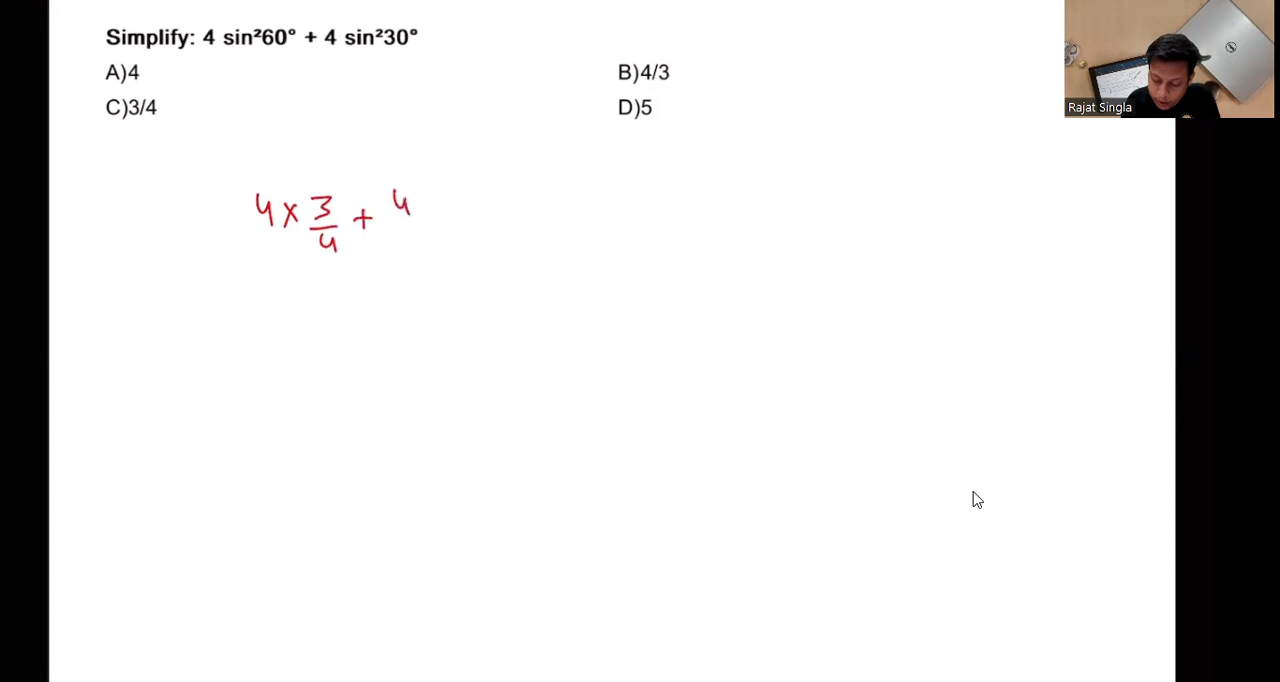 Simplify: 4 sin²60° + 4 sin²30°
A)4 B)4/3
C)3/4 D)5
Rajat Singla
4 × 3/4 + 4